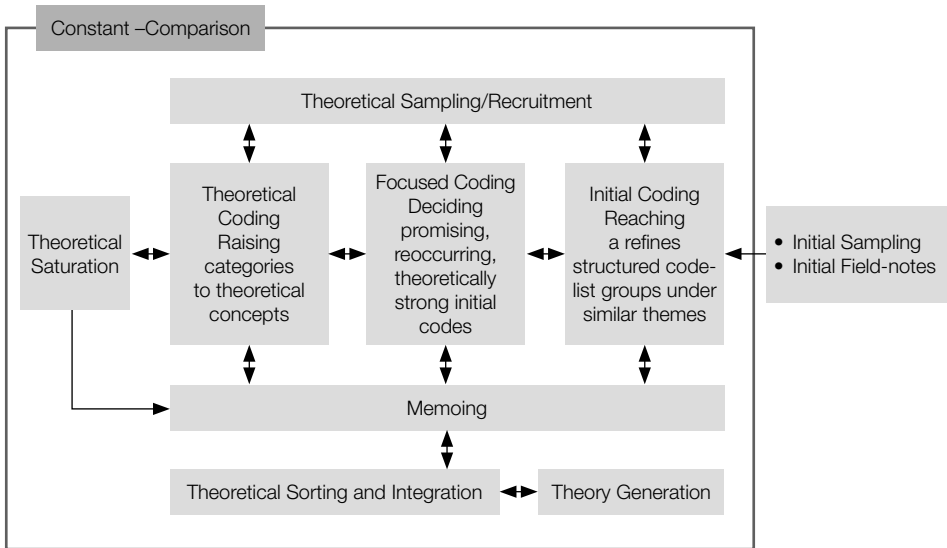 Constant –Comparison
Theoretical Sampling/Recruitment
Theoretical
Saturation
Theoretical
Coding
Raising
categories
to theoretical
concepts
Focused Coding
Deciding
promising,
reoccurring,
theoretically
strong initial
codes
Initial Coding
Reaching
a refines
structured code-
list groups under
similar themes
• Initial Sampling
• Initial Field-notes
Memoing
Theoretical Sorting and Integration
Theory Generation